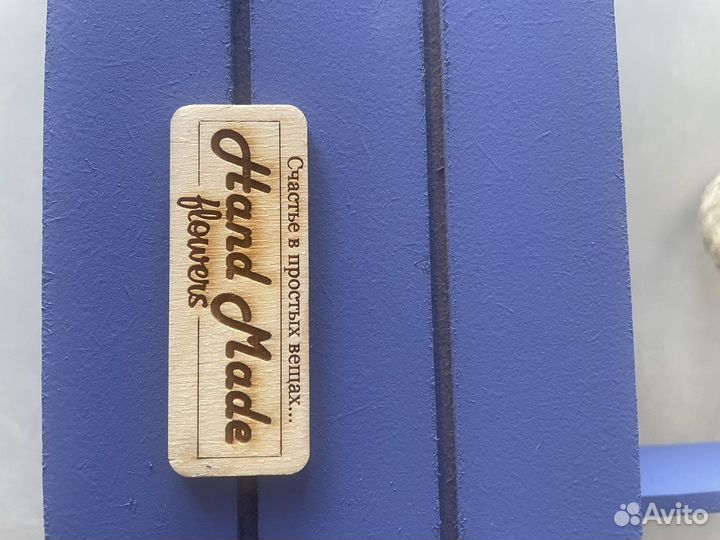 Счастье в простых вещах...
Hand Made
flowers
Avito